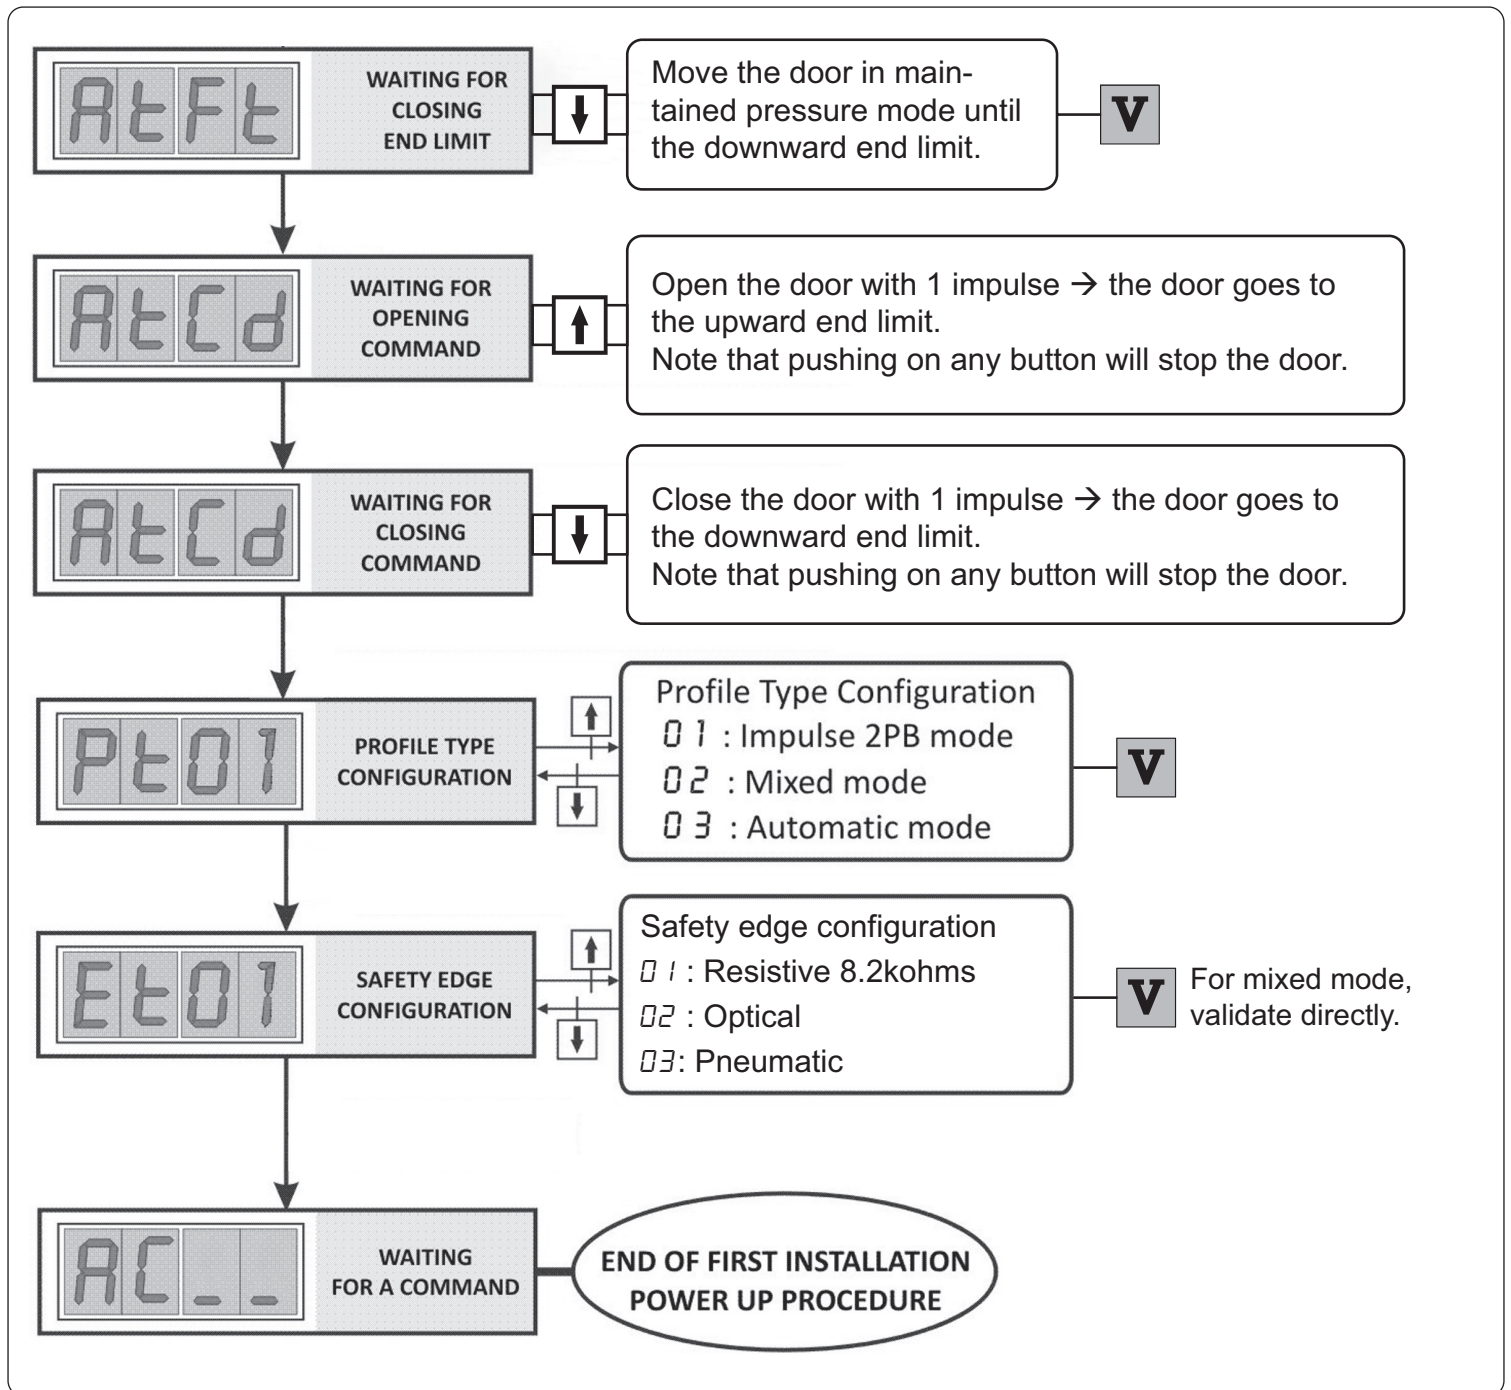 AtFt
WAITING FOR
CLOSING
END LIMIT
Move the door in main-
tained pressure mode until
the downward end limit.
V
AtCd
WAITING FOR
OPENING
COMMAND
Open the door with 1 impulse → the door goes to
the upward end limit.
Note that pushing on any button will stop the door.
AtCd
WAITING FOR
CLOSING
COMMAND
Close the door with 1 impulse → the door goes to
the downward end limit.
Note that pushing on any button will stop the door.
Pt01
PROFILE TYPE
CONFIGURATION
Profile Type Configuration
01 : Impulse 2PB mode
02 : Mixed mode
03 : Automatic mode
V
Et01
SAFETY EDGE
CONFIGURATION
Safety edge configuration
01 : Resistive 8.2kohms
02 : Optical
03: Pneumatic
V
For mixed mode,
validate directly.
AC_ _
WAITING
FOR A COMMAND
END OF FIRST INSTALLATION
POWER UP PROCEDURE